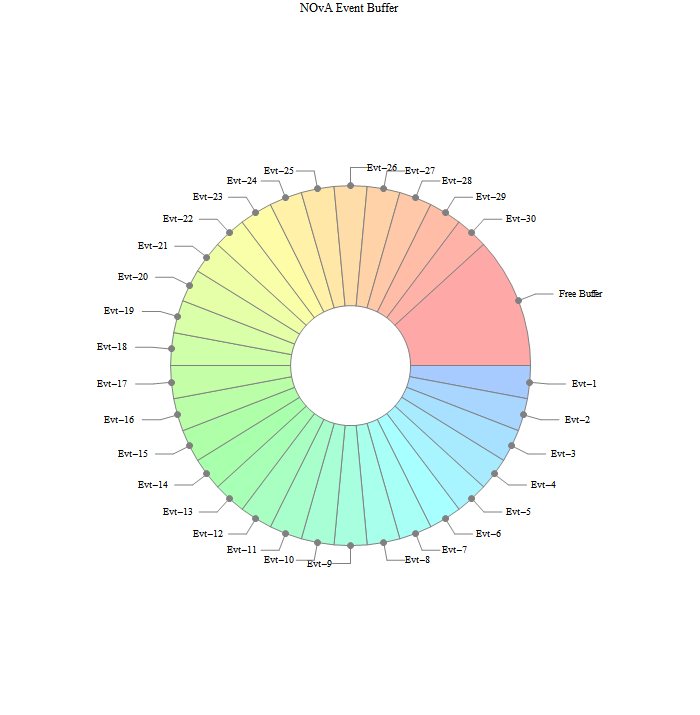 NOvA Event Buffer
Evt−26
Evt−25
Evt−27
Evt−24
Evt−28
Evt−23
Evt−29
Evt−22
Evt−30
Evt−21
Evt−20
Free Buffer
Evt−19
Evt−18
Evt−17
Evt−1
Evt−16
Evt−2
Evt−15
Evt−3
Evt−14
Evt−4
Evt−13
Evt−5
Evt−12
Evt−6
Evt−11
Evt−7
Evt−10
Evt−9
Evt−8